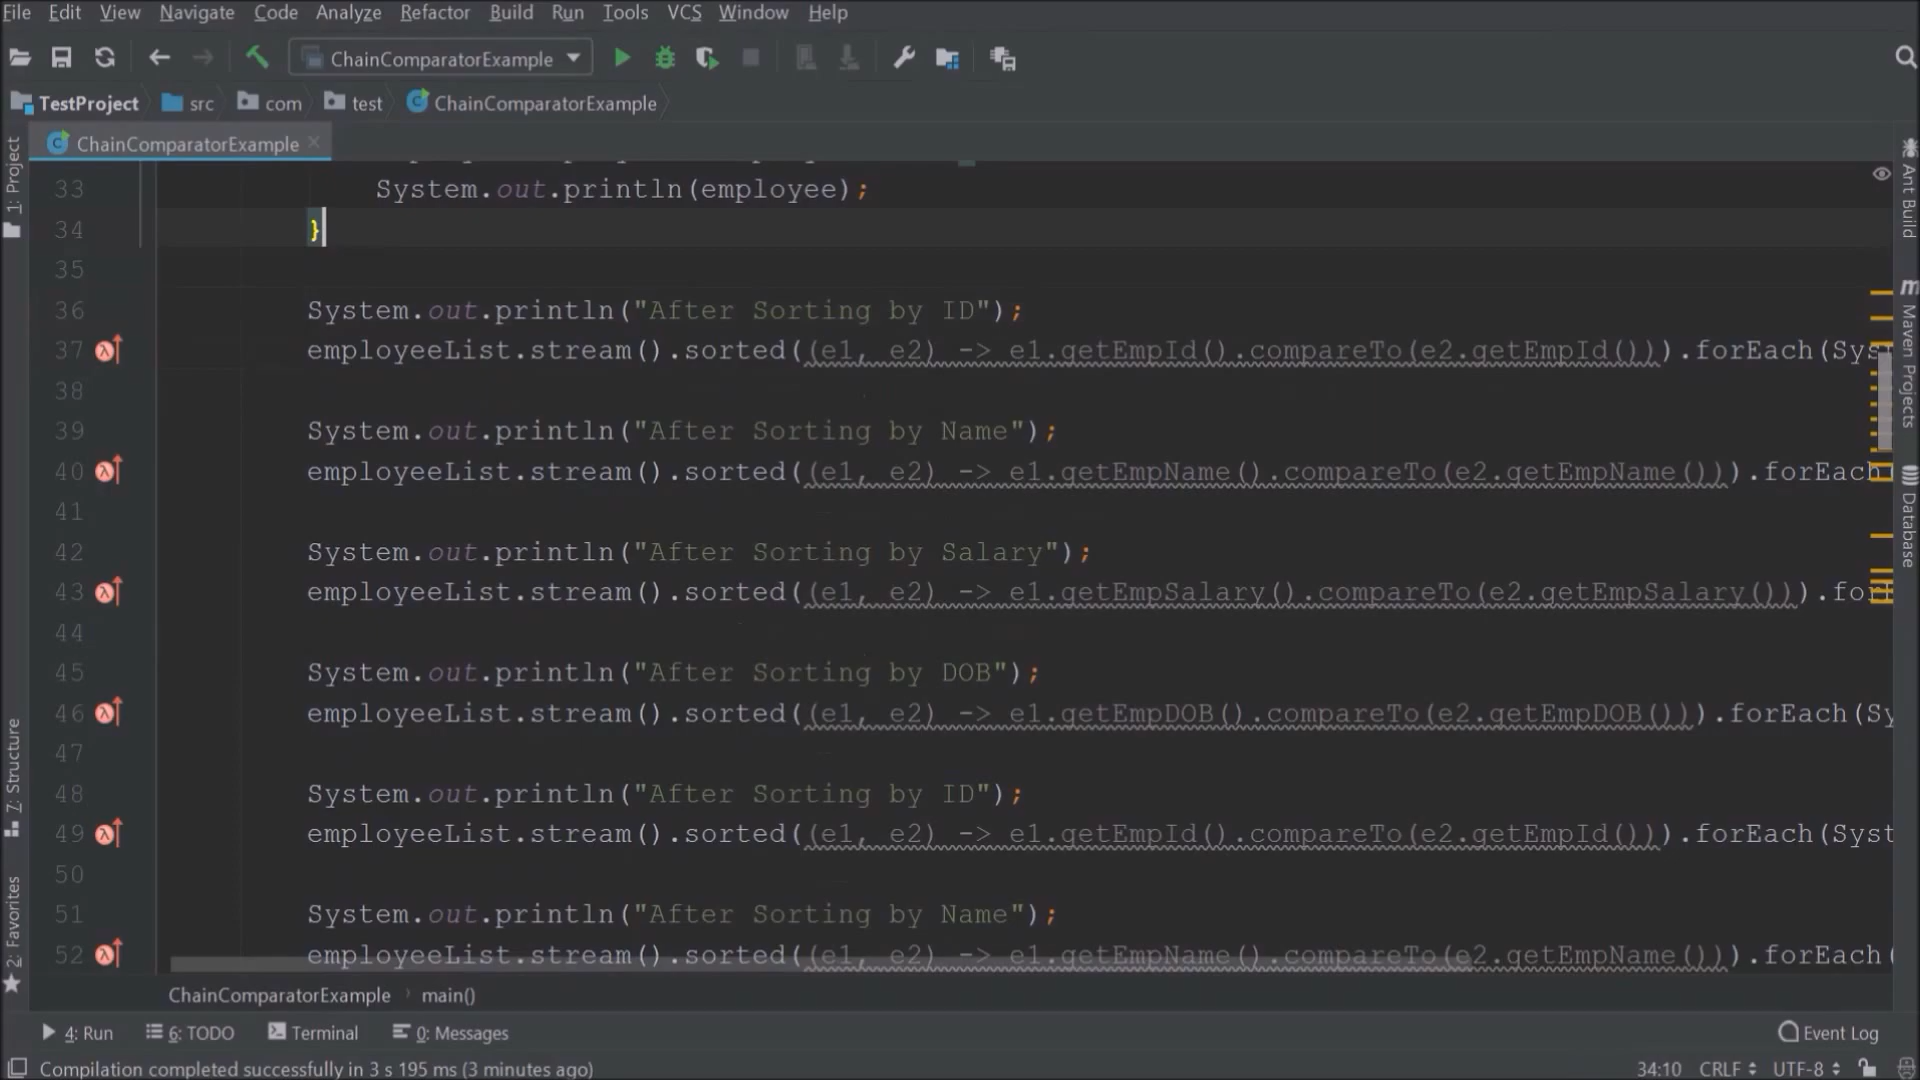 File Edit View Navigate Code Analyze Refactor Build Run Tools VCS Window Help
ChainComparatorExample
TestProject src com test ChainComparatorExample
ChainComparatorExample
33 System.out.println(employee);
34 }
35
36 System.out.println("After Sorting by ID");
37 employeeList.stream().sorted((e1, e2) -> e1.getEmpId().compareTo(e2.getEmpId())).forEach(Sys
38
39 System.out.println("After Sorting by Name");
40 employeeList.stream().sorted((e1, e2) -> e1.getEmpName().compareTo(e2.getEmpName())).forEach(
41
42 System.out.println("After Sorting by Salary");
43 employeeList.stream().sorted((e1, e2) -> e1.getEmpSalary().compareTo(e2.getEmpSalary())).forE
44
45 System.out.println("After Sorting by DOB");
46 employeeList.stream().sorted((e1, e2) -> e1.getEmpDOB().compareTo(e2.getEmpDOB())).forEach(Sy
47
48 System.out.println("After Sorting by ID");
49 employeeList.stream().sorted((e1, e2) -> e1.getEmpId().compareTo(e2.getEmpId())).forEach(Syst
50
51 System.out.println("After Sorting by Name");
52 employeeList.stream().sorted((e1, e2) -> e1.getEmpName().compareTo(e2.getEmpName())).forEach(
ChainComparatorExample main()
1: Project
7: Structure
2: Favorites
Ant Build
Maven Projects
Database
4: Run 6: TODO Terminal 0: Messages Event Log
Compilation completed successfully in 3 s 195 ms (3 minutes ago) 34:10 CRLF UTF-8